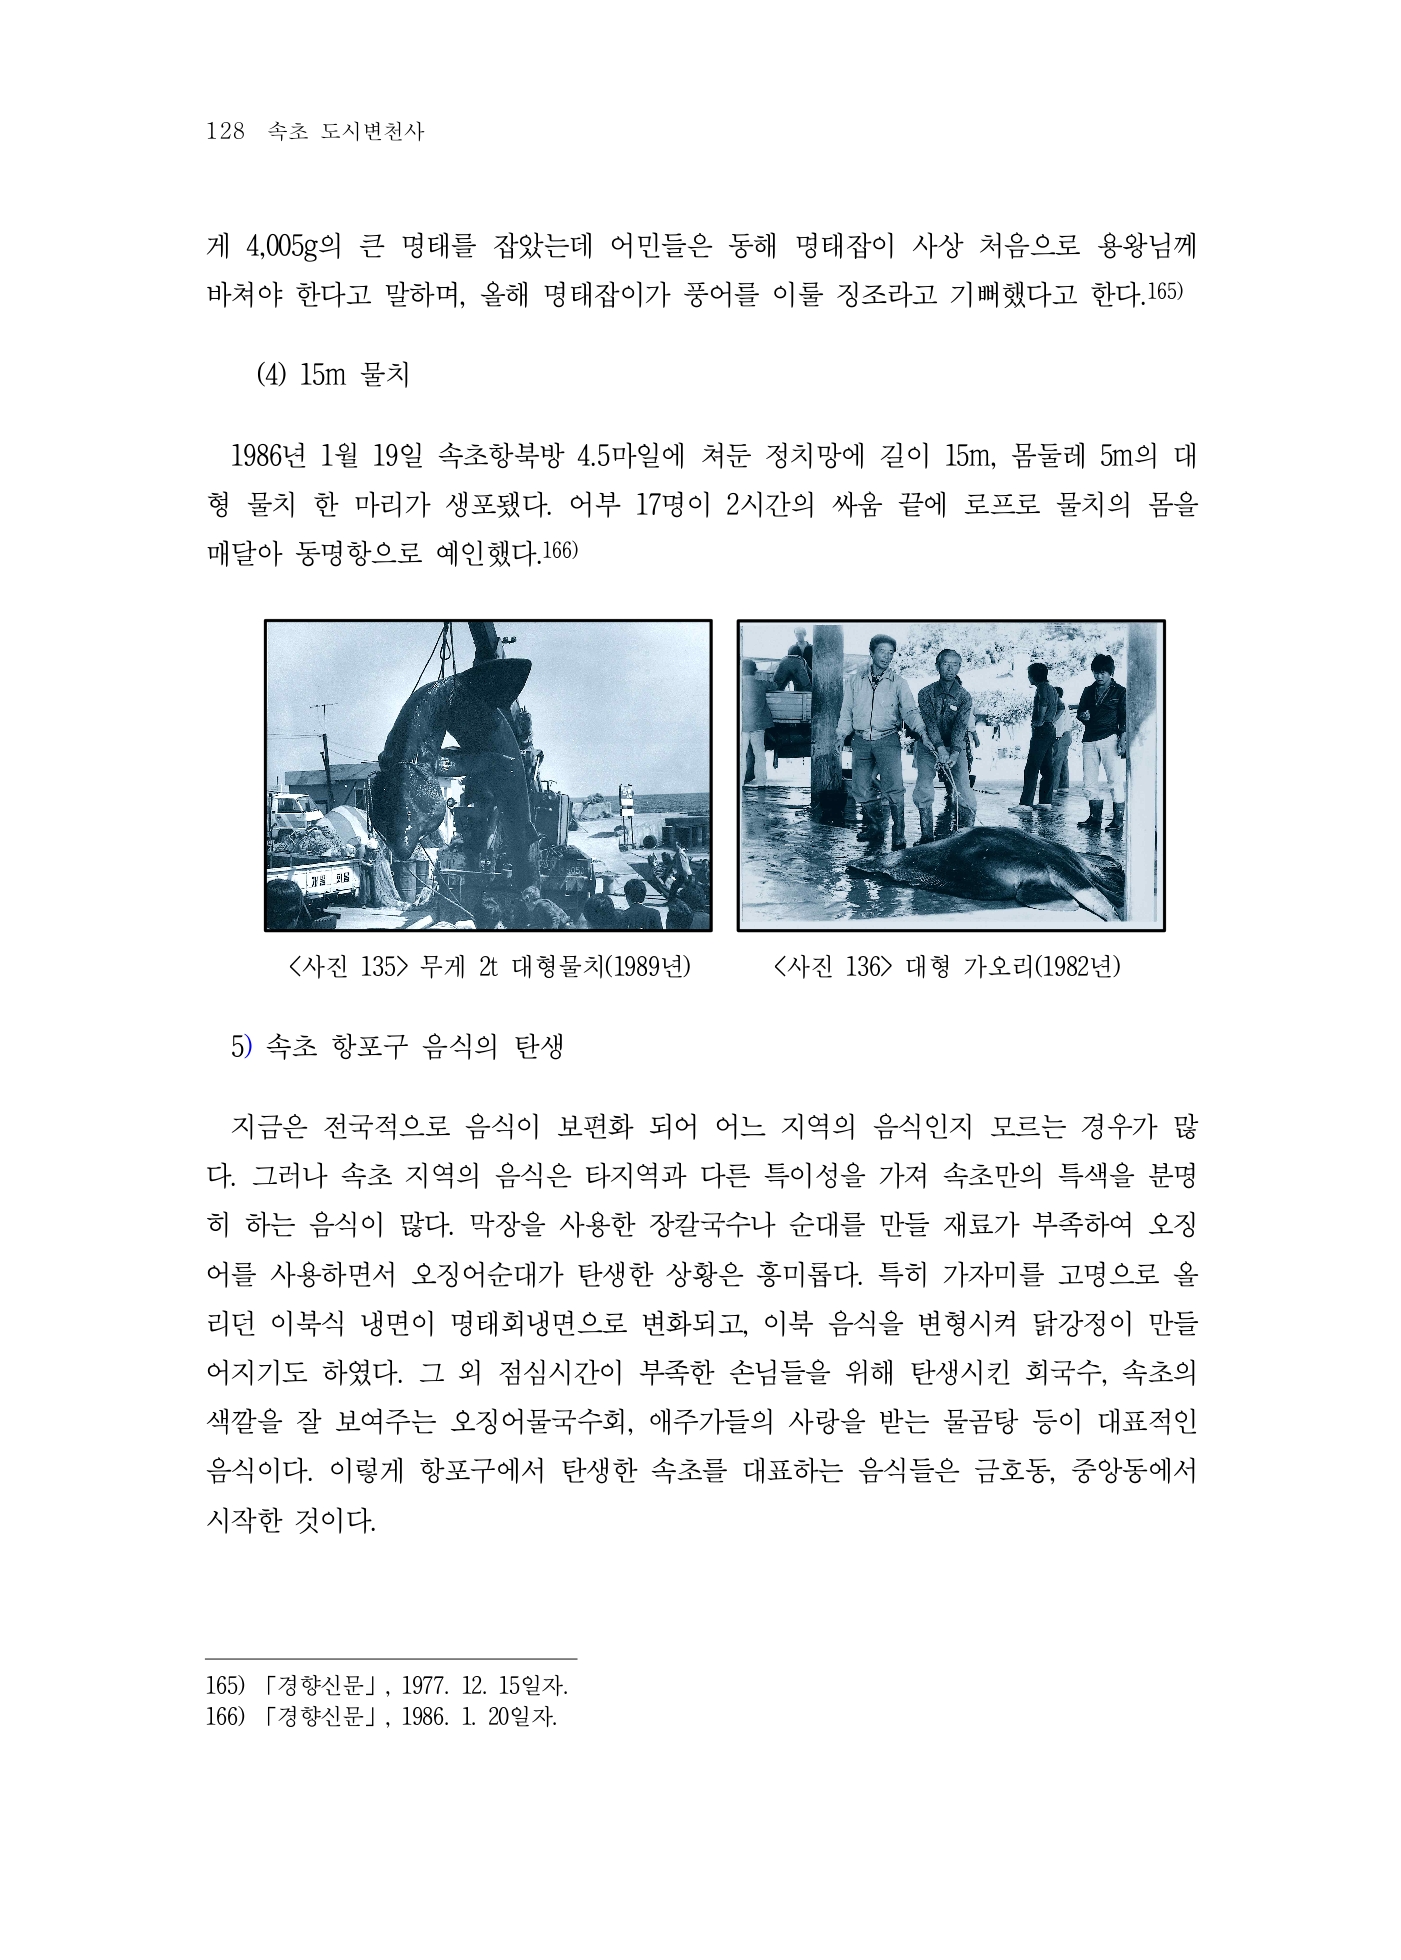 128 속초 도시변천사
게 4,005g의 큰 명태를 잡았는데 어민들은 동해 명태잡이 사상 처음으로 용왕님께
바쳐야 한다고 말하며, 올해 명태잡이가 풍어를 이룰 징조라고 기뻐했다고 한다.165)
(4) 15m 물치
1986년 1월 19일 속초항북방 4.5마일에 쳐둔 정치망에 길이 15m, 몸둘레 5m의 대
형 물치 한 마리가 생포됐다. 어부 17명이 2시간의 싸움 끝에 로프로 물치의 몸을
매달아 동명항으로 예인했다.166)
<사진 135> 무게 2t 대형물치(1989년)
<사진 136> 대형 가오리(1982년)
5) 속초 항포구 음식의 탄생
지금은 전국적으로 음식이 보편화 되어 어느 지역의 음식인지 모르는 경우가 많
다. 그러나 속초 지역의 음식은 타지역과 다른 특이성을 가져 속초만의 특색을 분명
히 하는 음식이 많다. 막장을 사용한 장칼국수나 순대를 만들 재료가 부족하여 오징
어를 사용하면서 오징어순대가 탄생한 상황은 흥미롭다. 특히 가자미를 고명으로 올
리던 이북식 냉면이 명태회냉면으로 변화되고, 이북 음식을 변형시켜 닭강정이 만들
어지기도 하였다. 그 외 점심시간이 부족한 손님들을 위해 탄생시킨 회국수, 속초의
색깔을 잘 보여주는 오징어물국수회, 애주가들의 사랑을 받는 물곰탕 등이 대표적인
음식이다. 이렇게 항포구에서 탄생한 속초를 대표하는 음식들은 금호동, 중앙동에서
시작한 것이다.
165) 「경향신문」, 1977. 12. 15일자.
166) 「경향신문」, 1986. 1. 20일자.